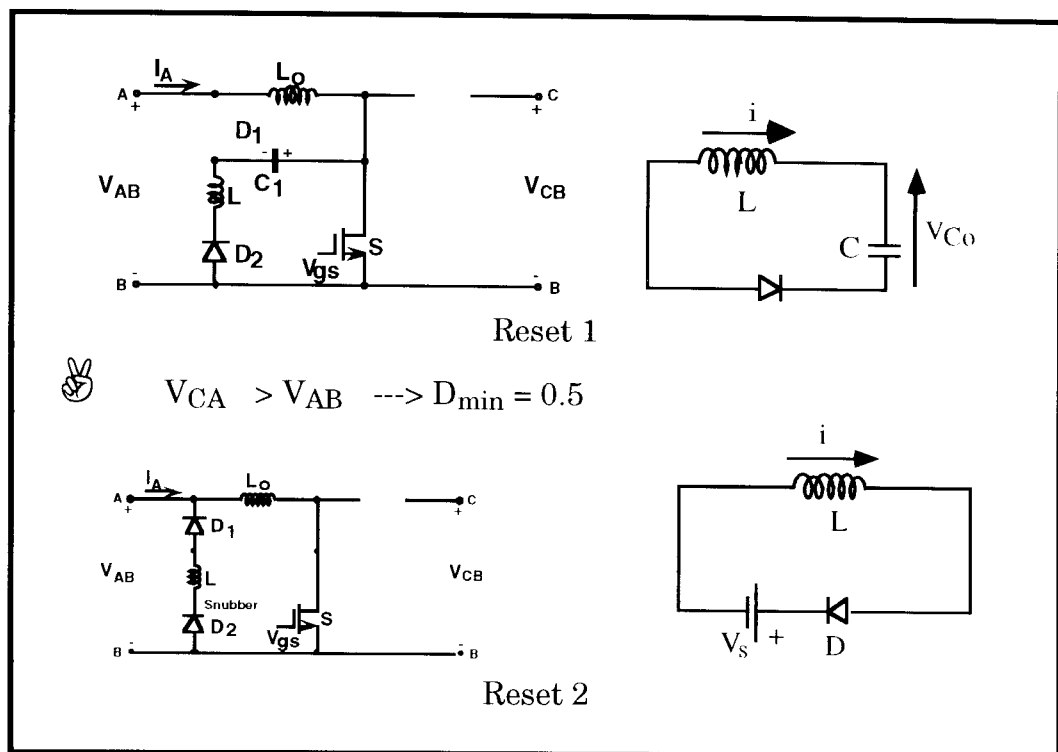 I_A L_o
A + + C
D_1
- +
C_1
V_AB L V_CB
D_2 V_gs S
B - - B
i
L
C V_Co
Reset 1
✌ V_CA > V_AB ---> D_min = 0.5
I_A L_o
A + + C
D_1
V_AB L V_CB
Snubber
D_2 V_gs S
B - - B
i
L
V_s + D
Reset 2